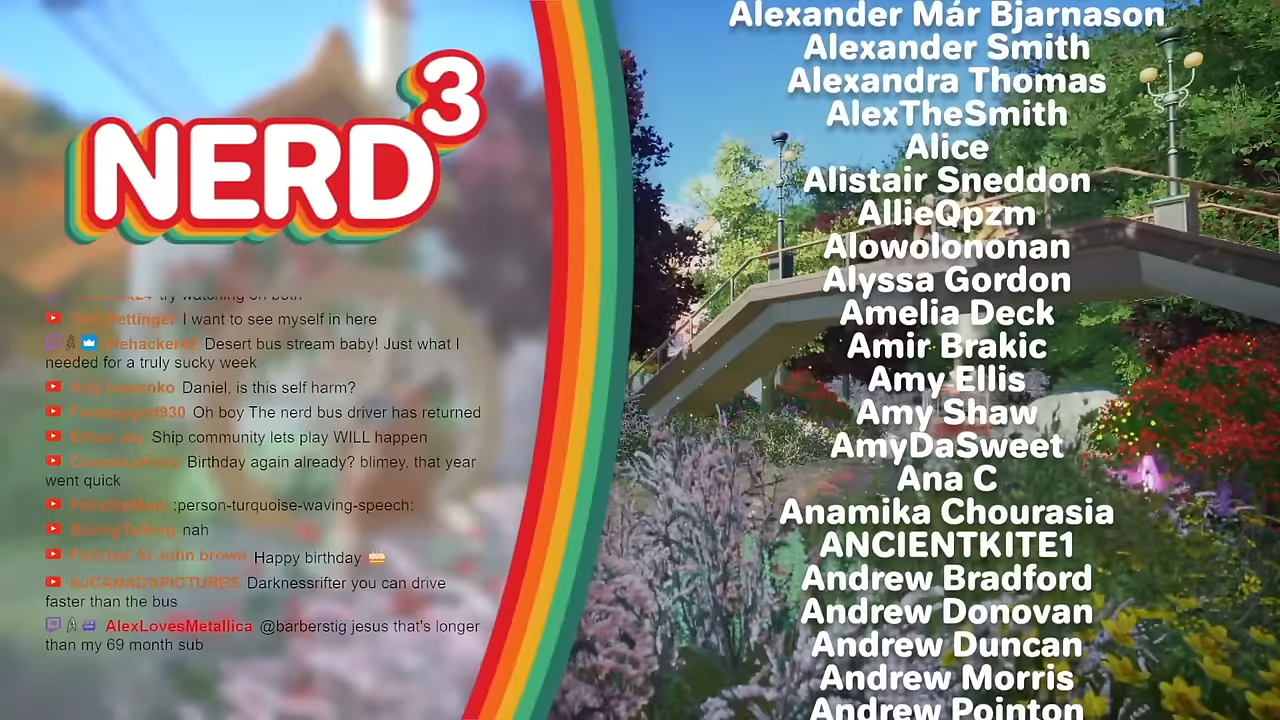 NERD3
try watching on both
I want to see myself in here
Desert bus stream baby! Just what I
needed for a truly sucky week
Daniel, is this self harm?
Oh boy The nerd bus driver has returned
Ship community lets play WILL happen
Birthday again already? blimey, that year
went quick
:person-turquoise-waving-speech:
BoringTalking nah
Happy birthday
AJCANADAPICTURES Darknessrifter you can drive
faster than the bus
AlexLovesMetallica @barberstig jesus that's longer
than my 69 month sub
Alexander Már Bjarnason
Alexander Smith
Alexandra Thomas
AlexTheSmith
Alice
Alistair Sneddon
AllieQpzm
Alowolononan
Alyssa Gordon
Amelia Deck
Amir Brakic
Amy Ellis
Amy Shaw
AmyDaSweet
Ana C
Anamika Chourasia
ANCIENTKITE1
Andrew Bradford
Andrew Donovan
Andrew Duncan
Andrew Morris
Andrew Pointon